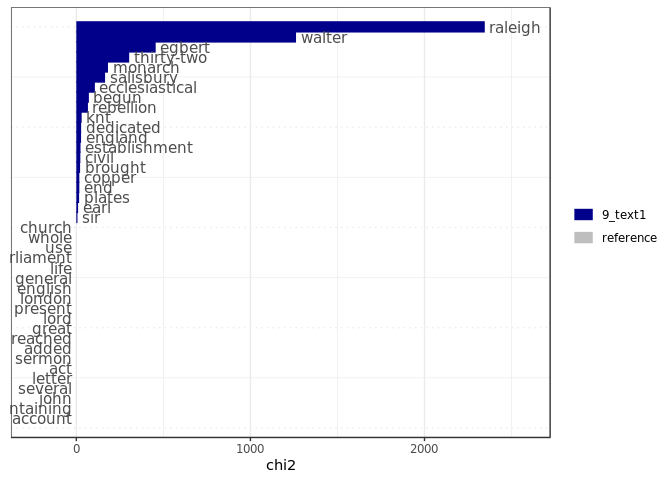 raleigh
walter
egbert
thirty-two
monarch
salisbury
ecclesiastical
begun
rebellion
knt
dedicated
england
establishment
civil
brought
copper
end
plates
earl
sir
church
whole
use
rliament
life
general
english
london
present
lord
great
reached
added
sermon
act
letter
several
john
ntaining
account
0 1000 2000
chi2
9_text1
reference